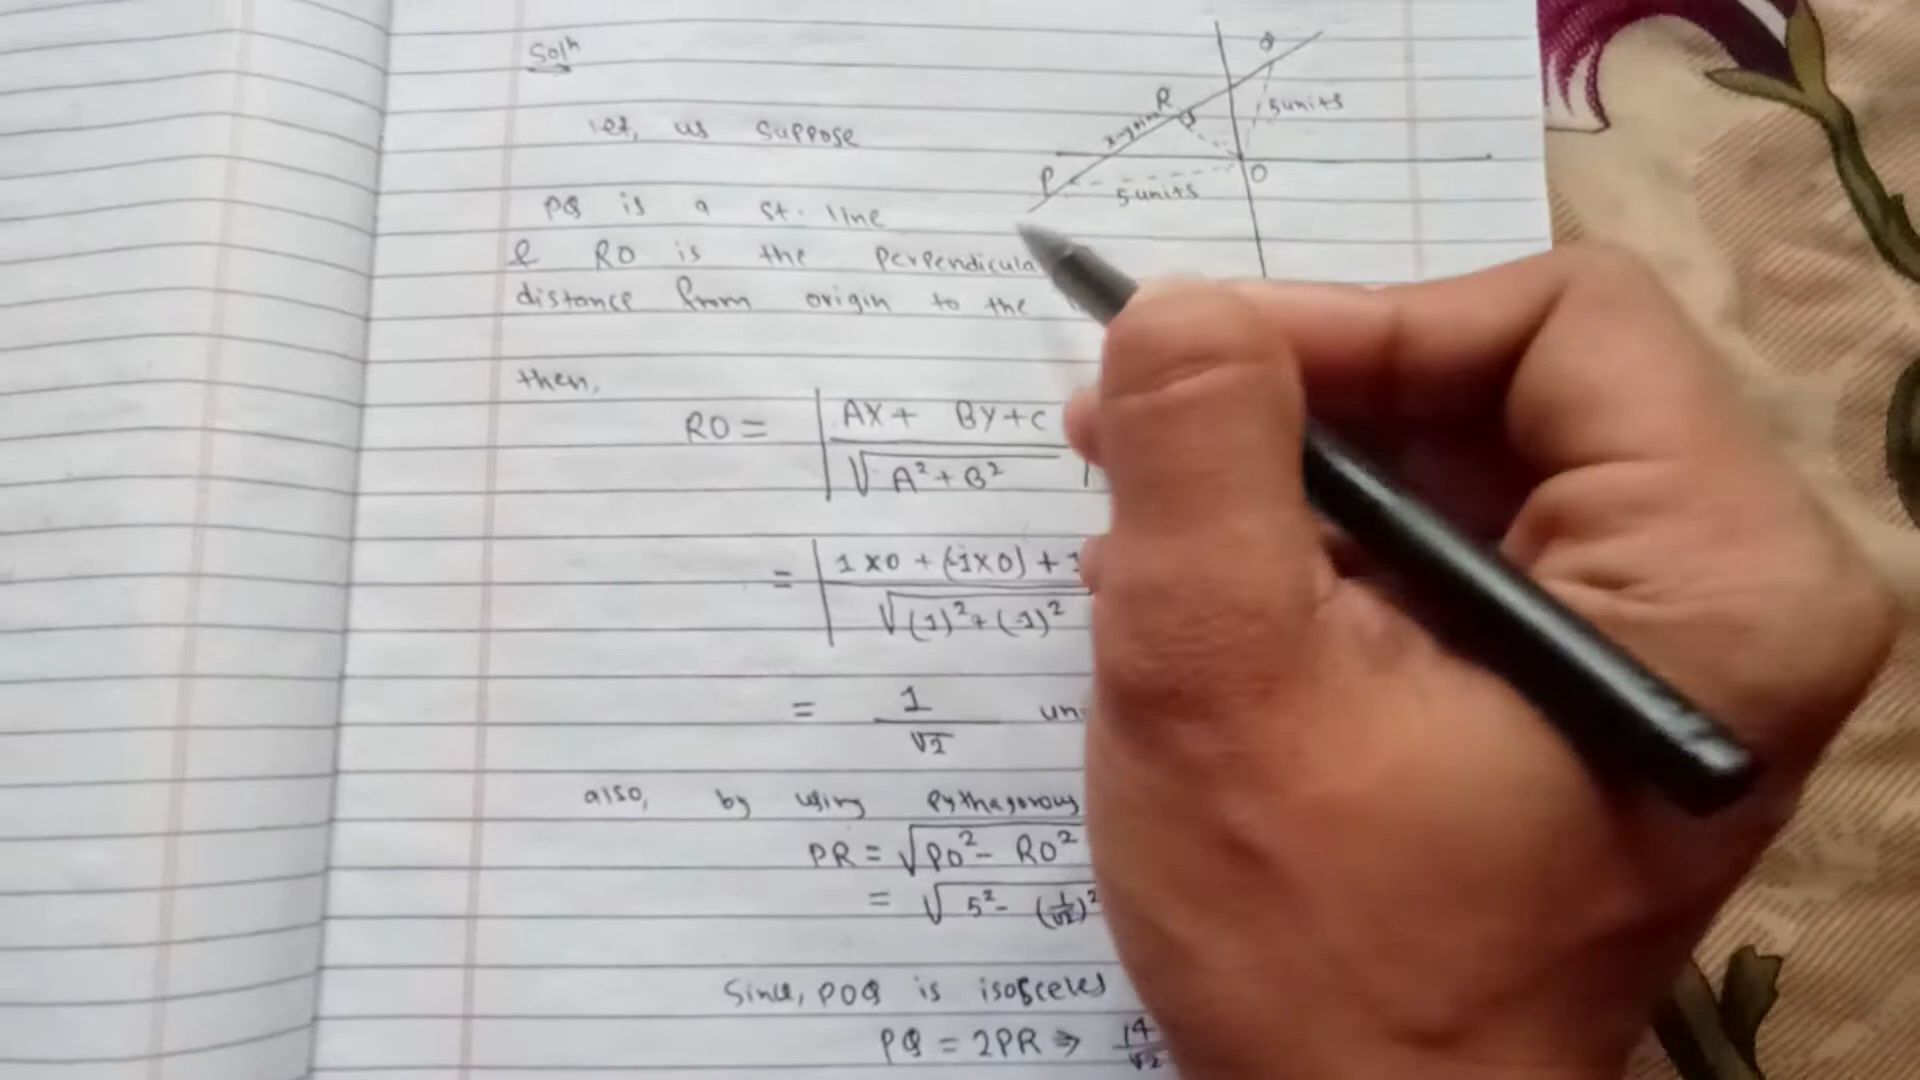 Solⁿ
Q
R
5units
P
5units
O
let, us suppose
PQ is a st. line
& RO is the perpendicula
distance from origin to the
then,
RO = | AX + BY + C
√A² + B² |
= | 1×0 + (-1×0) + 1
√(1)² + (-1)²
= 1 un
√2
also, by using Pythagorous
PR = √PO² - RO²
= √5² - (1/√2)²
Since, POQ is isosceles
PQ = 2PR ⇒ 14
√2